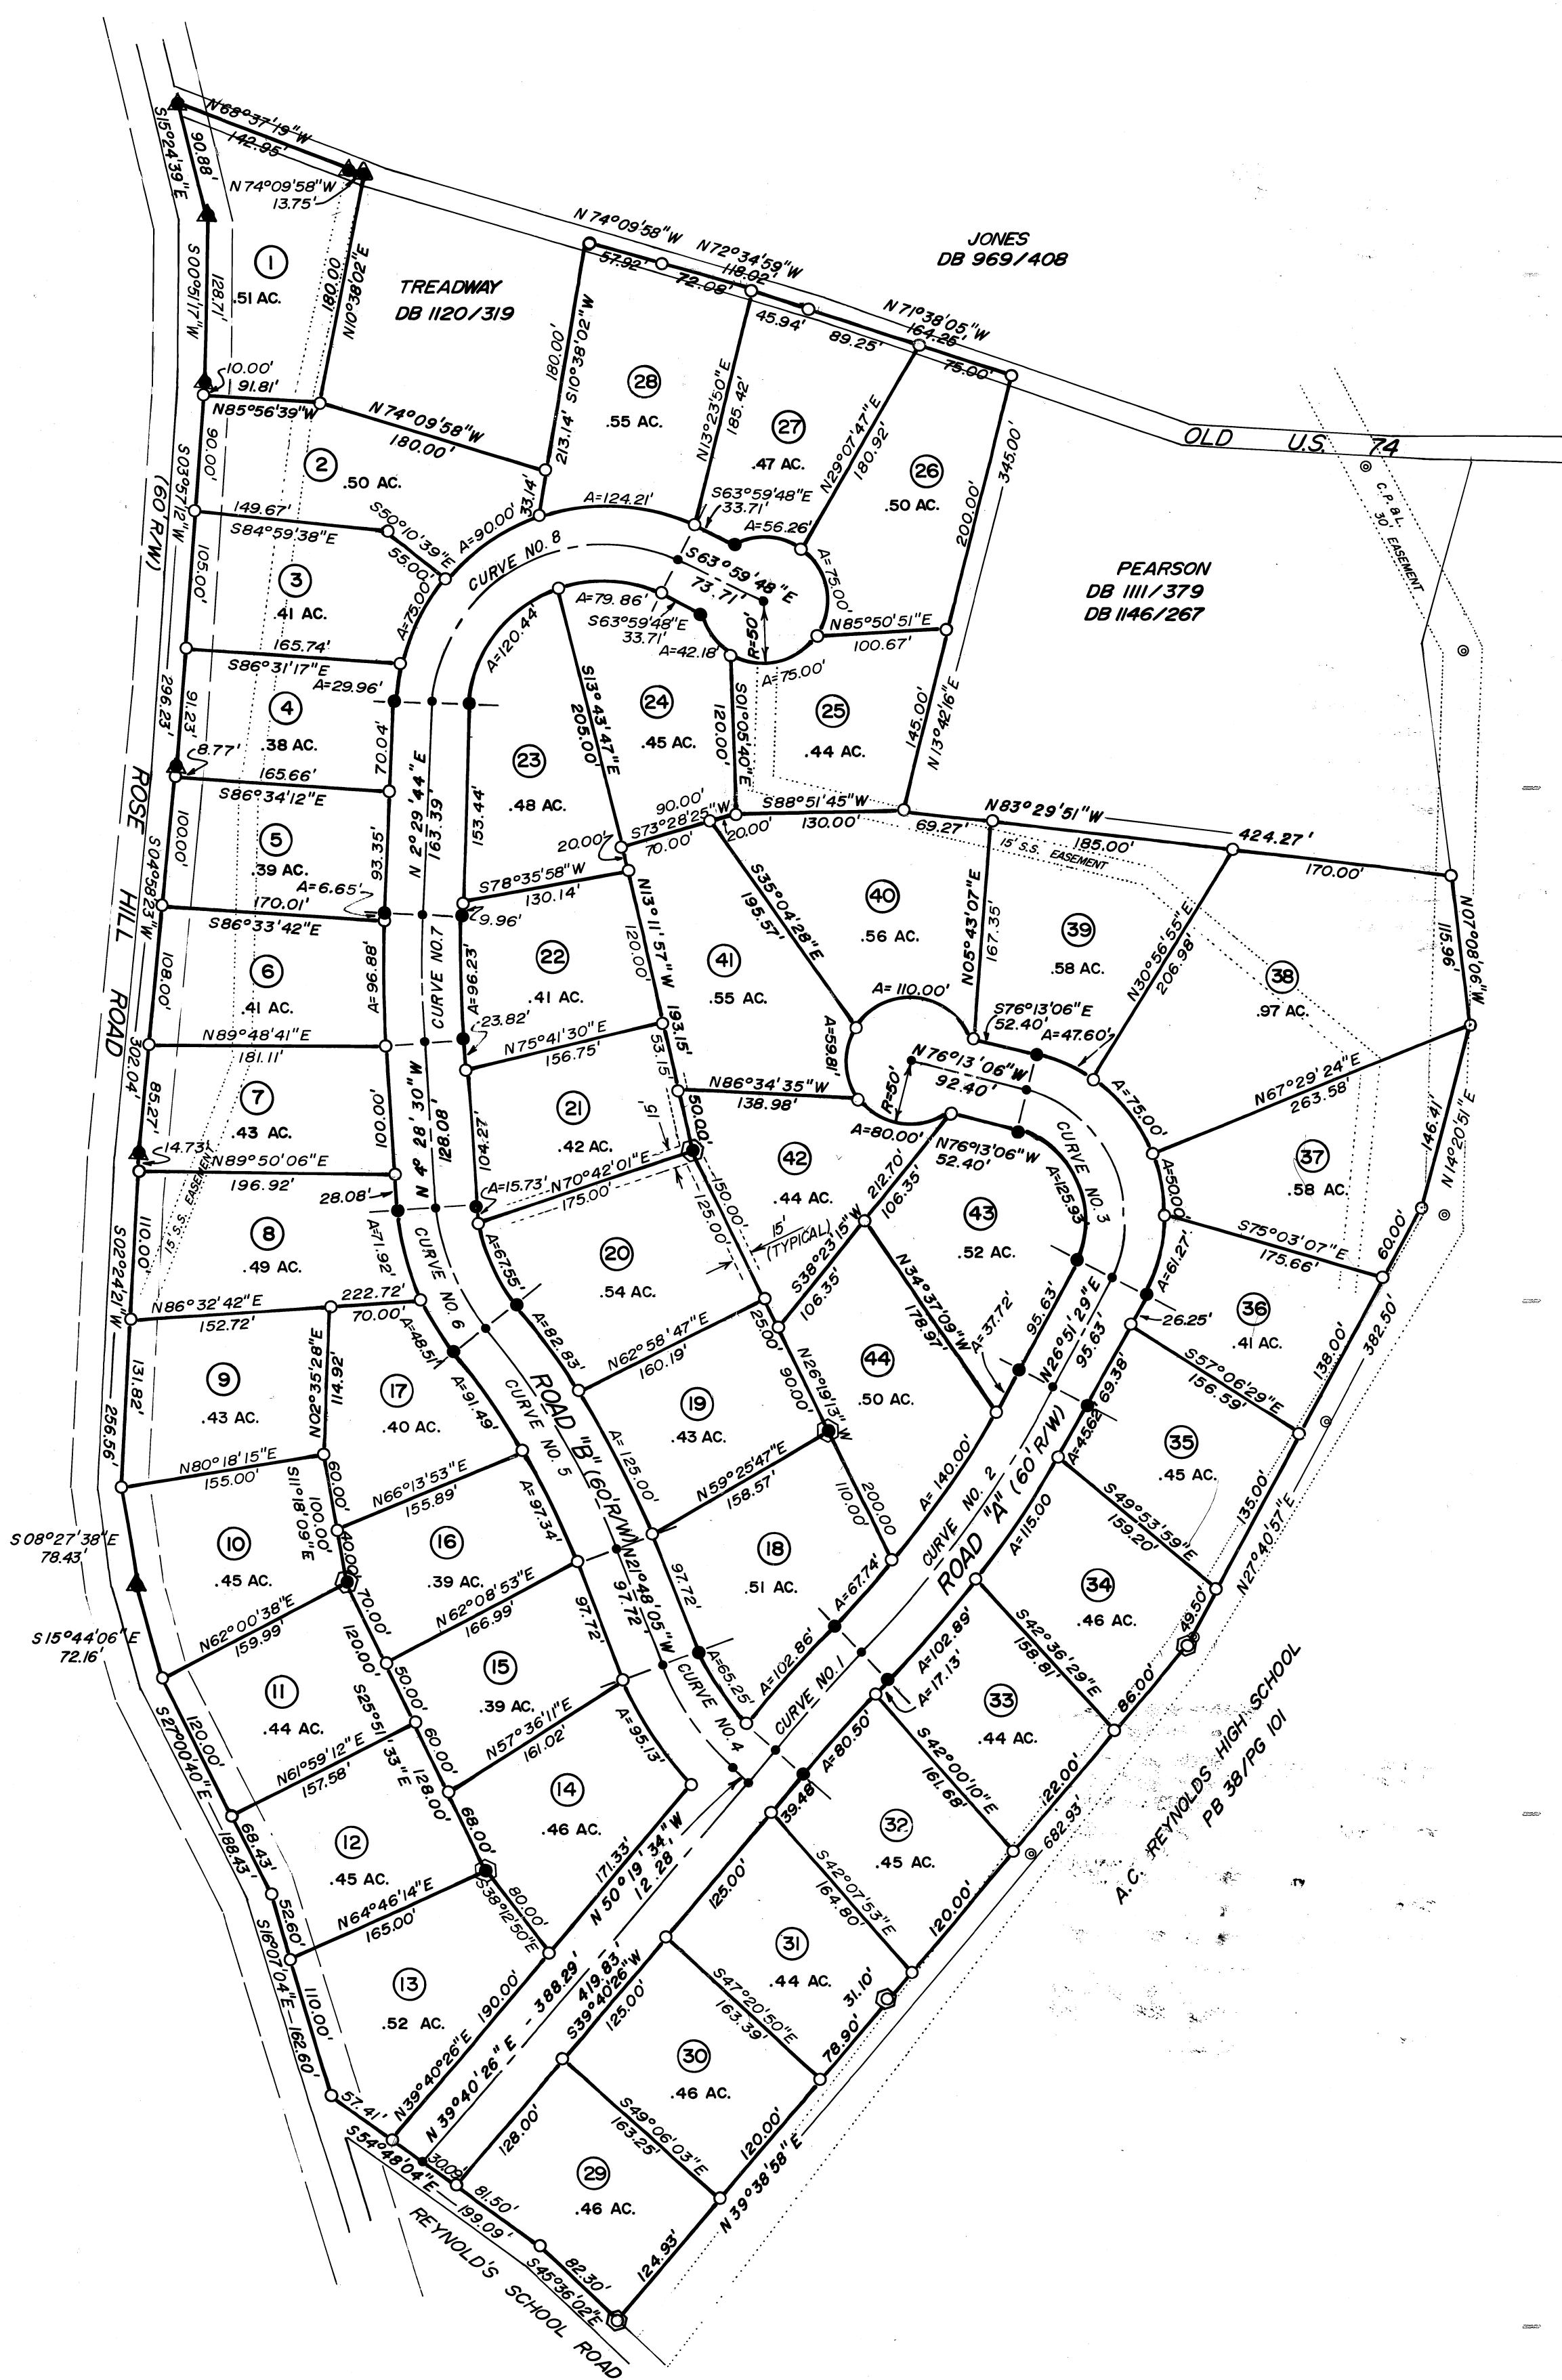 N68°37'19"W
142.95'
S15°24'39"E
90.88'
N74°09'58"W
13.75'
JONES
DB 969/408
N74°09'58"W
57.92'
N72°34'59"W
118.02'
72.08'
45.94'
N71°38'05"W
164.25'
89.25'
75.00'
OLD U.S. 74
C.P.&L.
30' EASEMENT
PEARSON
DB 1111/379
DB 1146/267
TREADWAY
DB 1120/319
1
.51 AC.
S00°51'17"W
128.71'
180.00
N10°38'02"E
10.00'
91.81'
N85°56'39"W
N74°09'58"W
180.00'
180.00'
S10°38'02"W
213.14'
33.14'
28
.55 AC.
N13°23'50"E
185.42'
27
.47 AC.
N29°07'47"E
180.92'
26
.50 AC.
345.00'
200.00'
2
.50 AC.
90.00'
S03°57'12"W
(60' R/W)
149.67'
S84°59'38"E
S50°10'39"E
55.00'
A=90.00'
A=124.21'
S63°59'48"E
33.71'
A=56.26'
A=75.00'
CURVE NO. 8
S63°59'48"E
73.71'
R=50'
N85°50'51"E
100.67'
3
.41 AC.
105.00'
A=75.00'
165.74'
S86°31'17"E
A=29.96'
A=79.86'
S63°59'48"E
33.71'
A=42.18'
A=75.00'
A=120.44'
4
.38 AC.
296.23'
91.23'
8.77'
70.04'
165.66'
S86°34'12"E
S13°43'47"E
205.00'
24
.45 AC.
S01°05'40"E
120.00'
25
.44 AC.
145.00'
N13°42'16"E
23
.48 AC.
N 2°29'44"E
163.39'
153.44'
ROSE HILL ROAD
5
.39 AC.
100.00'
S04°58'23"W
93.35'
A=6.65'
170.01'
S86°33'42"E
90.00'
S73°28'25"W
20.00'
70.00'
20.00'
S88°51'45"W
130.00'
69.27'
N83°29'51"W
424.27'
185.00'
15' S.S. EASEMENT
170.00'
S78°35'58"W
130.14'
9.96'
6
.41 AC.
108.00'
A=96.88'
CURVE NO.7
A=96.23'
22
.41 AC.
N13°11'57"W
120.00'
193.15'
41
.55 AC.
S35°04'28"E
195.57'
40
.56 AC.
N05°43'07"E
167.35'
39
.58 AC.
N30°56'55"E
206.98'
38
.97 AC.
N07°08'06"W
115.96'
N89°48'41"E
181.11'
23.82'
N75°41'30"E
156.75'
53.15'
A=110.00'
A=59.81'
S76°13'06"E
52.40'
A=47.60'
7
.43 AC.
302.04'
85.27'
14.73'
100.00'
N 4°28'30"W
128.08'
104.27'
21
.42 AC.
N86°34'35"W
138.98'
50.00'
15'
R=50'
N76°13'06"W
92.40'
A=80.00'
N76°13'06"W
52.40'
A=75.00'
N67°29'24"E
263.58'
146.41'
N14°20'51"E
N89°50'06"E
196.92'
28.08'
A=15.73'
N70°42'01"E
175.00'
42
.44 AC.
150.00'
125.00'
15'
(TYPICAL)
212.70'
106.35'
S38°23'15"W
106.35'
43
.52 AC.
A=125.93'
CURVE NO. 3
A=50.00'
37
.58 AC.
S75°03'07"E
175.66'
60.00'
8
.49 AC.
110.00'
S02°24'21"W
15' S.S. EASEMENT
A=71.92'
CURVE NO. 6
A=67.55'
20
.54 AC.
N86°32'42"E
152.72'
222.72'
70.00'
A=48.51'
A=82.83'
N62°58'47"E
160.19'
25.00'
N34°37'09"W
178.97'
A=37.72'
95.63'
N26°51'29"E
95.63'
A=61.27'
26.25'
36
.41 AC.
138.00'
382.50'
S57°06'29"E
156.59'
9
.43 AC.
131.82'
256.56'
N02°35'28"E
114.92'
17
.40 AC.
A=91.49'
CURVE NO. 5
ROAD "B" (60' R/W)
19
.43 AC.
N26°19'13"W
90.00'
44
.50 AC.
69.38'
A=45.62'
35
.45 AC.
N80°18'15"E
155.00'
60.00'
S11°18'09"E
100.00'
40.00'
N66°13'53"E
155.89'
A=97.34'
A=125.00'
N59°25'47"E
158.57'
200.00
110.00'
A=140.00'
CURVE NO. 2
ROAD "A" (60' R/W)
A=115.00
S49°53'59"E
159.20'
135.00'
N27°40'57"E
S08°27'38"E
78.43'
10
.45 AC.
16
.39 AC.
N21°48'05"W
97.72'
97.72'
18
.51 AC.
A=67.74'
34
.46 AC.
49.50'
N62°00'38"E
159.99'
70.00'
120.00'
N62°08'53"E
166.99'
97.72'
S15°44'06"E
72.16'
50.00'
15
.39 AC.
A=65.25'
A=102.86'
A=102.89'
A=17.13'
S42°36'29"E
158.81'
86.00'
11
.44 AC.
S27°00'40"E
120.00'
S25°51'33"E
N57°36'11"E
161.02'
A=95.13'
CURVE NO. 4
CURVE NO. 1
A=80.50'
33
.44 AC.
N61°59'12"E
157.58'
60.00'
128.00'
68.00'
14
.46 AC.
39.48'
S42°00'10"E
161.68'
122.00'
682.93'
A.C. REYNOLDS HIGH SCHOOL
PB 38/PG 101
188.43'
68.43'
12
.45 AC.
171.33'
N50°19'34"W
12.28'
32
.45 AC.
S42°07'53"E
164.80'
120.00'
52.60'
N64°46'14"E
165.00'
S38°12'50"E
80.00'
125.00'
31
.44 AC.
31.10'
S16°07'04"E
162.60'
110.00'
13
.52 AC.
190.00'
N39°40'26"E
N 39°40'26"E - 388.29'
419.83'
S39°40'26"W
125.00'
S47°20'50"E
163.39'
78.90'
30
.46 AC.
57.41'
S54°48'04"E
199.09'
30.09'
128.00'
S49°06'03"E
163.25'
120.00'
29
.46 AC.
81.50'
N39°38'58"E
124.93'
82.30'
S45°36'02"E
REYNOLD'S SCHOOL ROAD